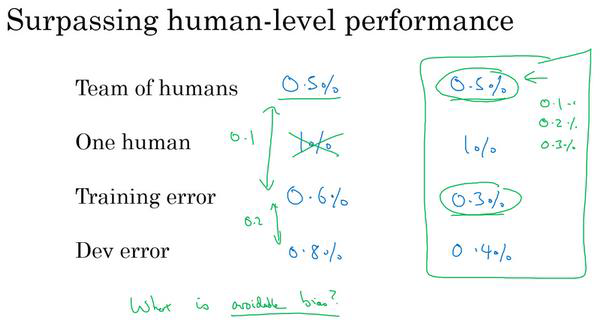 Surpassing human-level performance
Team of humans 0.5% 0.5%
0.1
0.2%
0.3%
One human 1% 1%
0.1
Training error 0.6% 0.3%
0.2
Dev error 0.8% 0.4%
What is avoidable bias?